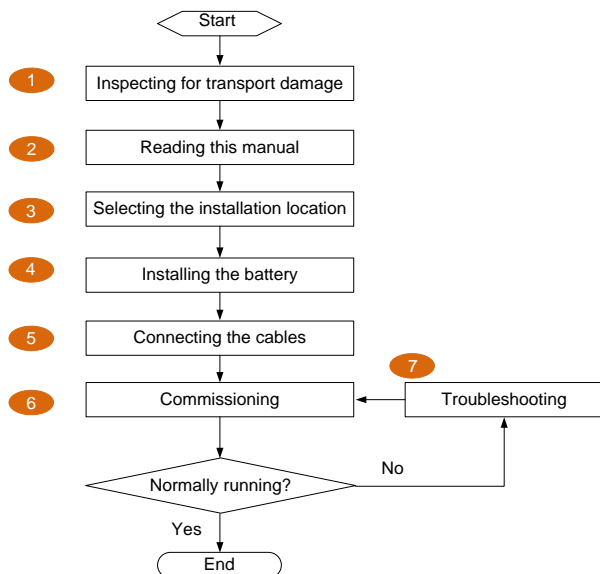 Start
1
Inspecting for transport damage
2
Reading this manual
3
Selecting the installation location
4
Installing the battery
5
Connecting the cables
7
6
Commissioning
Troubleshooting
No
Normally running?
Yes
End